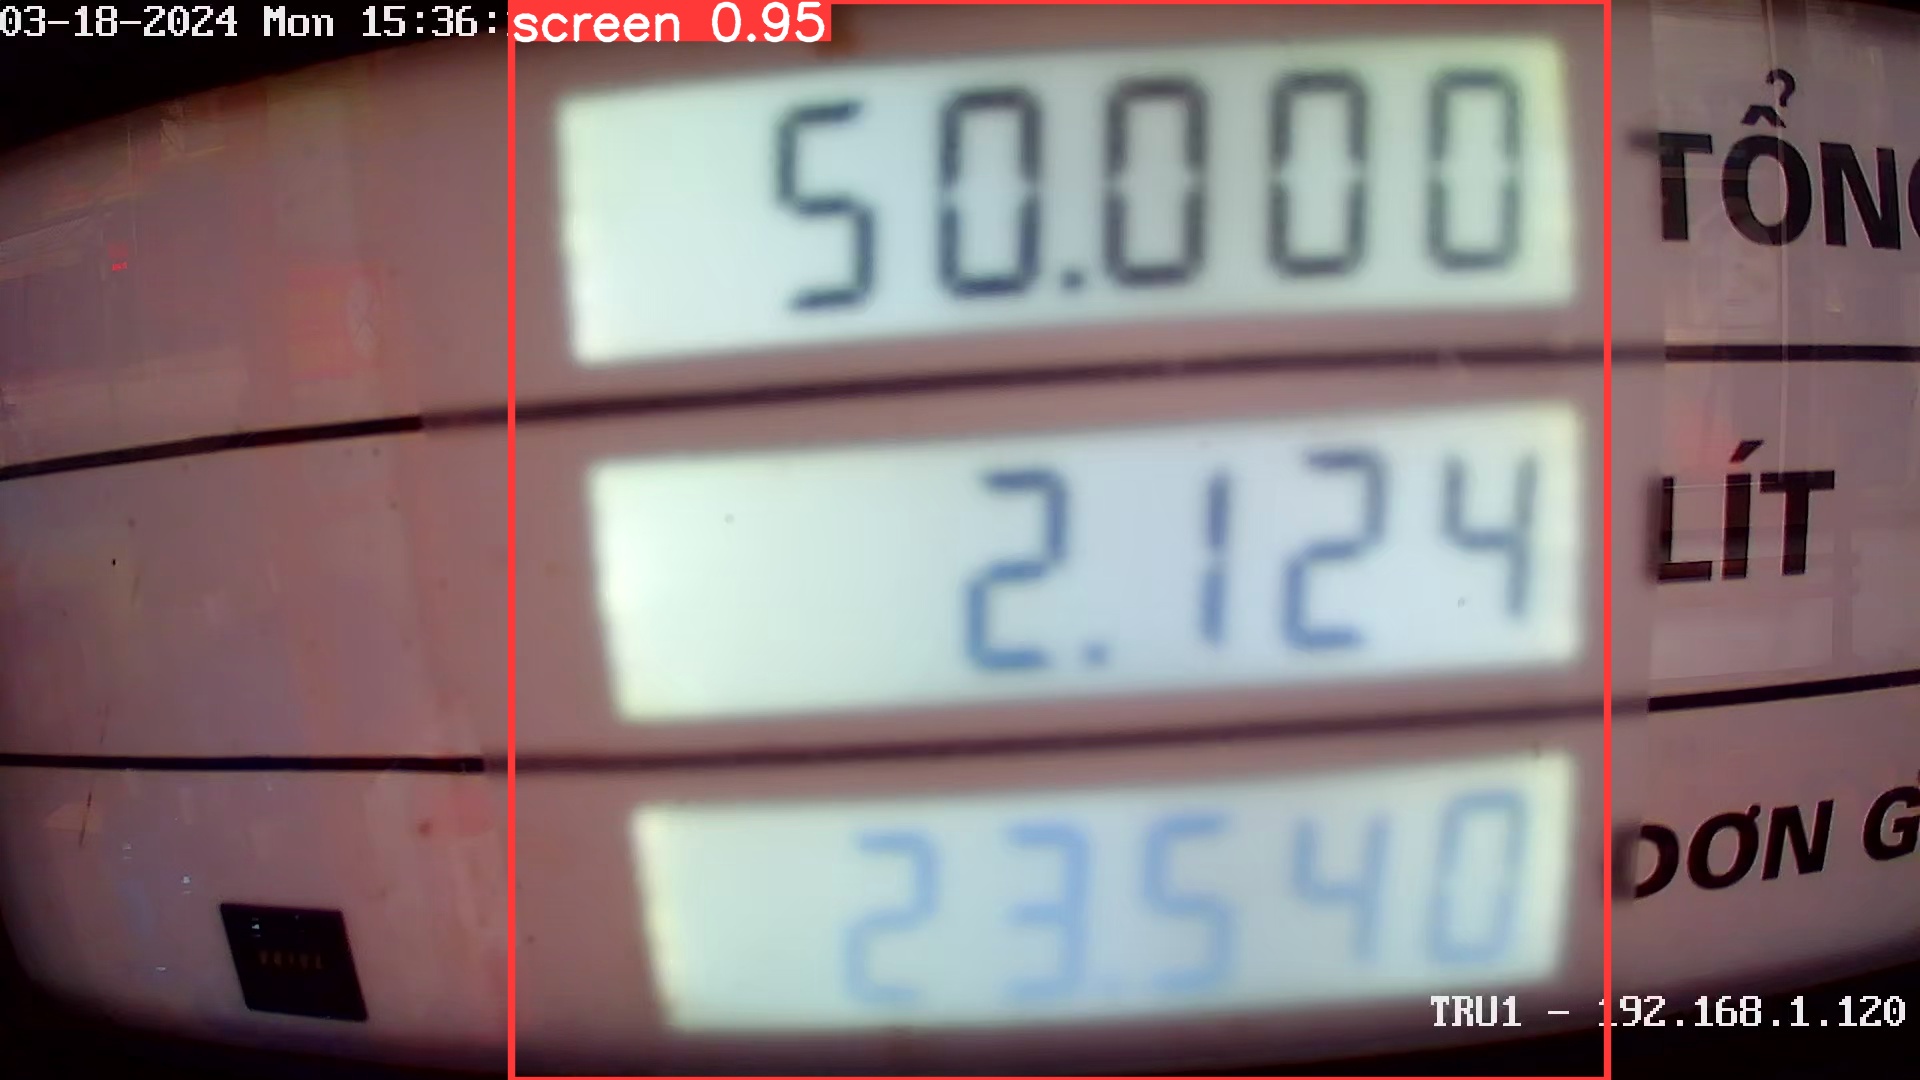 03-18-2024 Mon 15:36:
screen 0.95
50.000
TỔNG
2.124
LÍT
23.540
ĐƠN G
TRU1 - 192.168.1.120